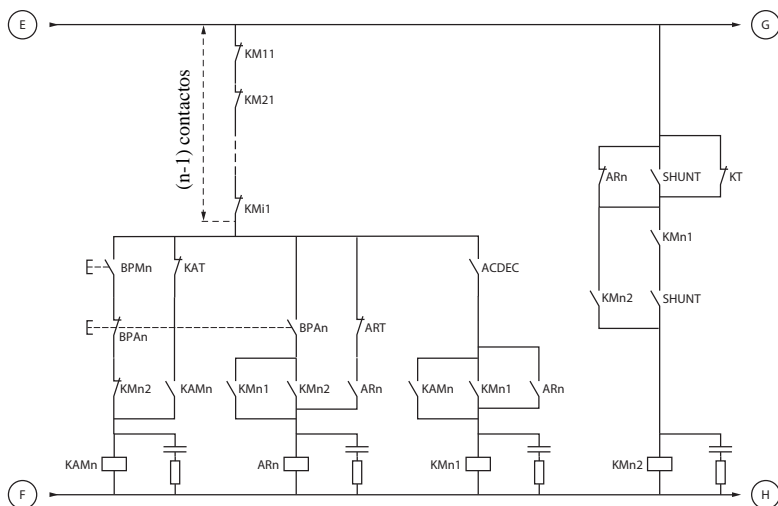 E
G
KM11
KM21
(n-1) contactos
ARn
SHUNT
KT
KMi1
KMn1
BPMn
KAT
ACDEC
KMn2
SHUNT
BPAn
BPAn
ART
KMn2
KAMn
KMn1
KMn2
ARn
KAMn
KMn1
ARn
KAMn
ARn
KMn1
KMn2
F
H